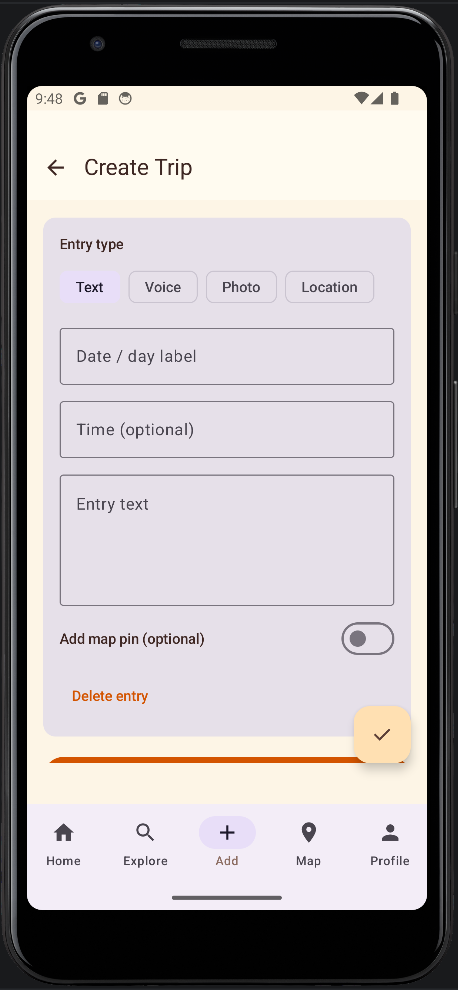 9:48
Create Trip
Entry type
Text Voice Photo Location
Date / day label
Time (optional)
Entry text
Add map pin (optional)
Delete entry
Home Explore Add Map Profile